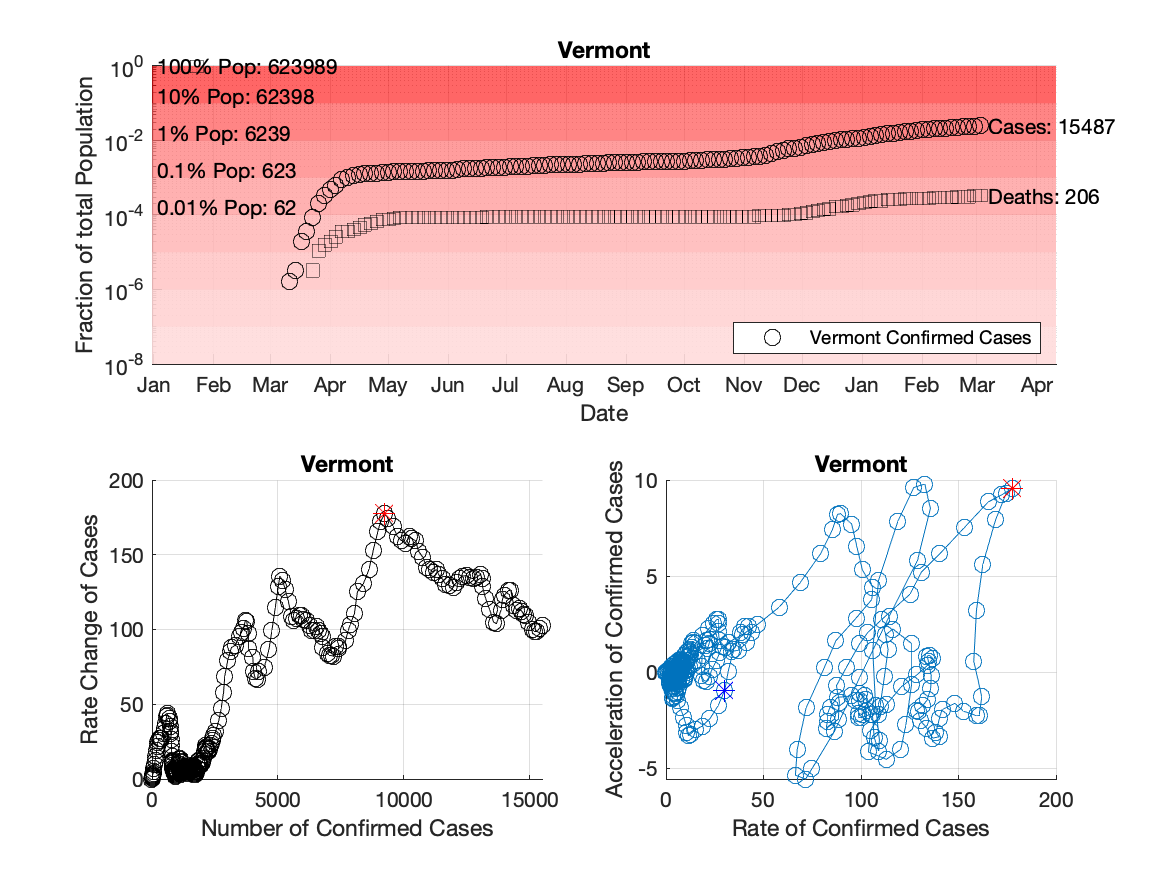 Vermont
10^0
10^-2
10^-4
10^-6
10^-8
Fraction of total Population
100% Pop: 623989
10% Pop: 62398
1% Pop: 6239
0.1% Pop: 623
0.01% Pop: 62
Cases: 15487
Deaths: 206
Vermont Confirmed Cases
Jan Feb Mar Apr May Jun Jul Aug Sep Oct Nov Dec Jan Feb Mar Apr
Date
Vermont
200
150
100
50
0
Rate Change of Cases
0 5000 10000 15000
Number of Confirmed Cases
Vermont
10
5
0
-5
Acceleration of Confirmed Cases
0 50 100 150 200
Rate of Confirmed Cases